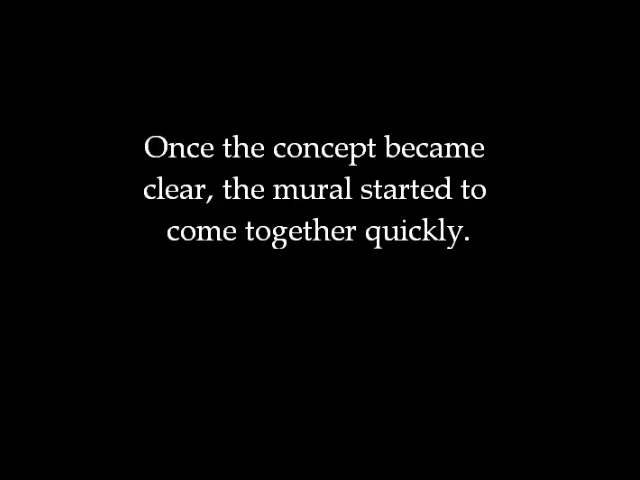 Once the concept became
clear, the mural started to
come together quickly.